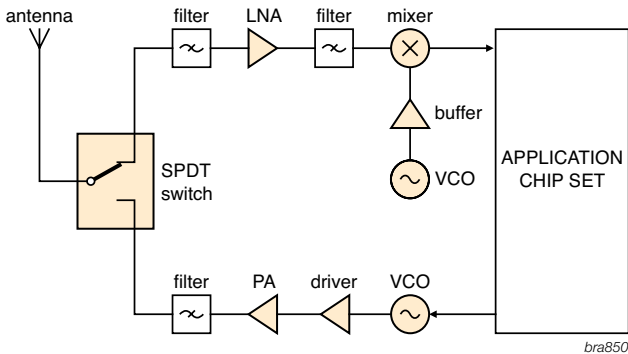 antenna
filter
LNA
filter
mixer
buffer
VCO
SPDT
switch
APPLICATION
CHIP SET
filter
PA
driver
VCO
bra850